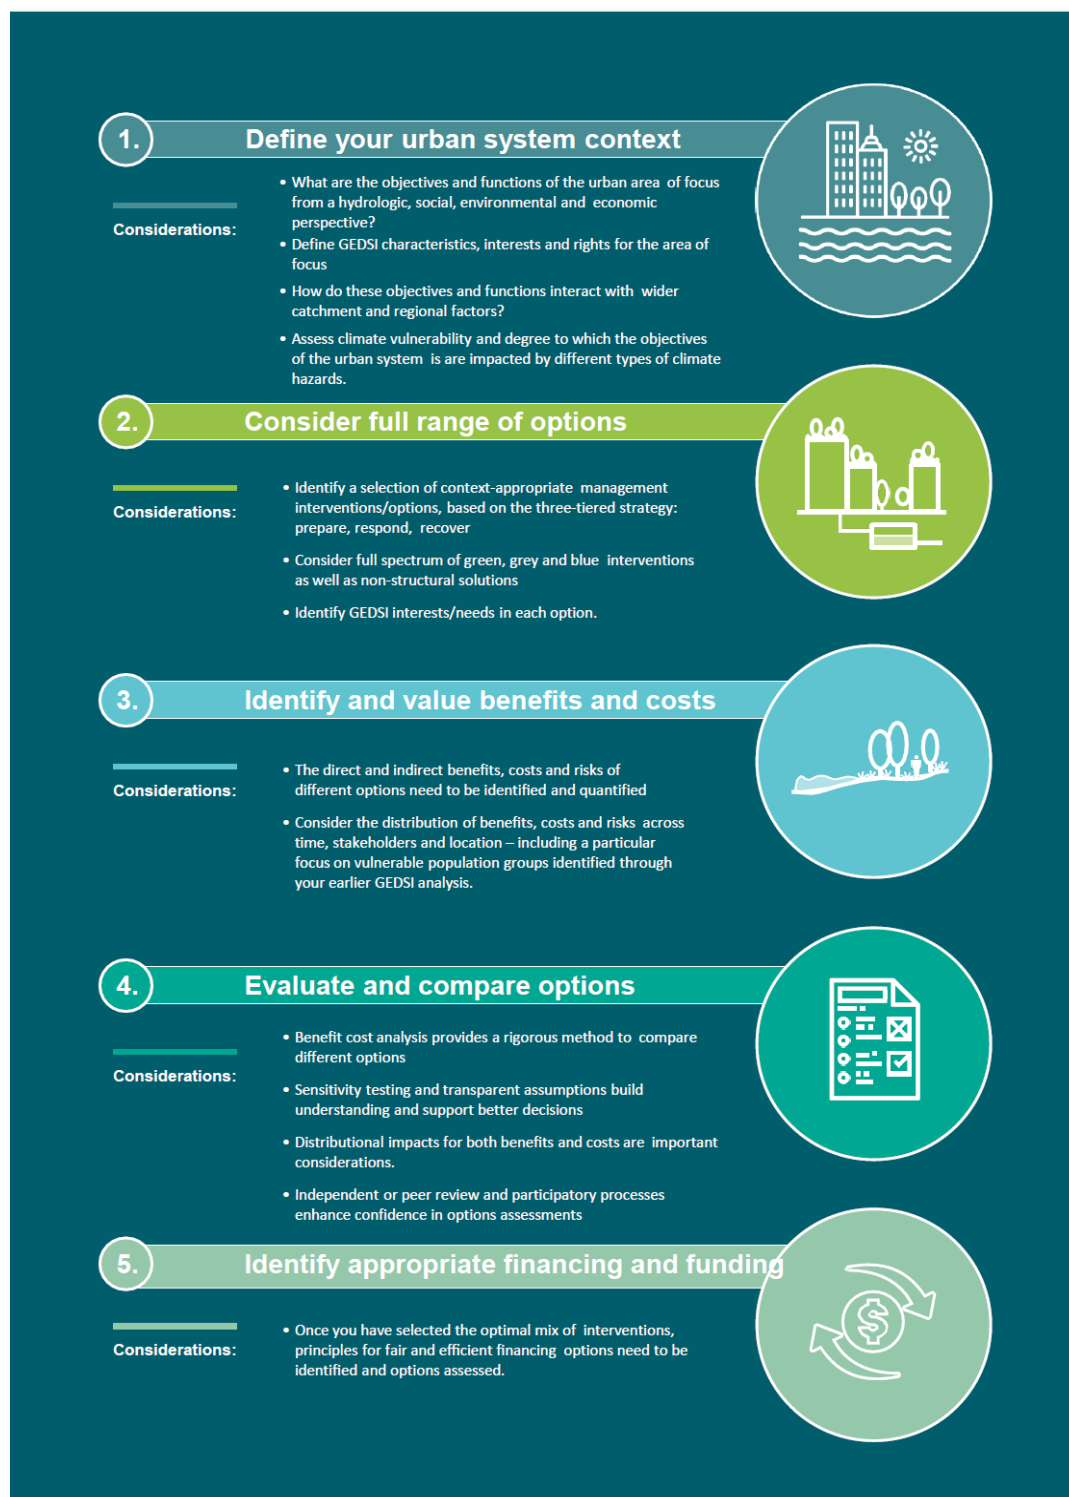 1.
Define your urban system context
Considerations:
• What are the objectives and functions of the urban area of focus
from a hydrologic, social, environmental and economic
perspective?
• Define GEDSI characteristics, interests and rights for the area of
focus
• How do these objectives and functions interact with wider
catchment and regional factors?
• Assess climate vulnerability and degree to which the objectives
of the urban system is are impacted by different types of climate
hazards.
2.
Consider full range of options
Considerations:
• Identify a selection of context-appropriate management
interventions/options, based on the three-tiered strategy:
prepare, respond, recover
• Consider full spectrum of green, grey and blue interventions
as well as non-structural solutions
• Identify GEDSI interests/needs in each option.
3.
Identify and value benefits and costs
Considerations:
• The direct and indirect benefits, costs and risks of
different options need to be identified and quantified
• Consider the distribution of benefits, costs and risks across
time, stakeholders and location – including a particular
focus on vulnerable population groups identified through
your earlier GEDSI analysis.
4.
Evaluate and compare options
Considerations:
• Benefit cost analysis provides a rigorous method to compare
different options
• Sensitivity testing and transparent assumptions build
understanding and support better decisions
• Distributional impacts for both benefits and costs are important
considerations.
• Independent or peer review and participatory processes
enhance confidence in options assessments
5.
Identify appropriate financing and funding
Considerations:
• Once you have selected the optimal mix of interventions,
principles for fair and efficient financing options need to be
identified and options assessed.
$